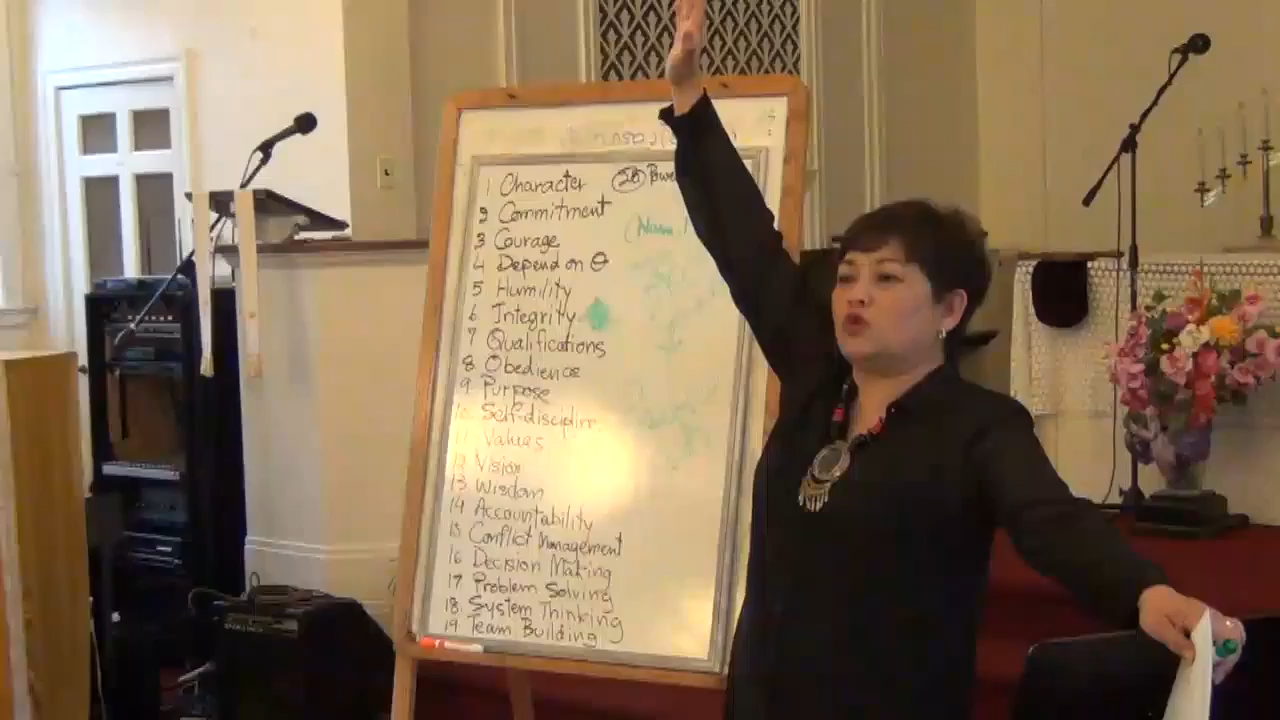 1 Character
2 Commitment
3 Courage
4 Depend on θ
5 Humility
6 Integrity
7 Qualifications
8 Obedience
9 Purpose
10 Self-discipline
11 Values
12 Vision
13 Wisdom
14 Accountability
15 Conflict Management
16 Decision Making
17 Problem Solving
18. System Thinking
19 Team Building